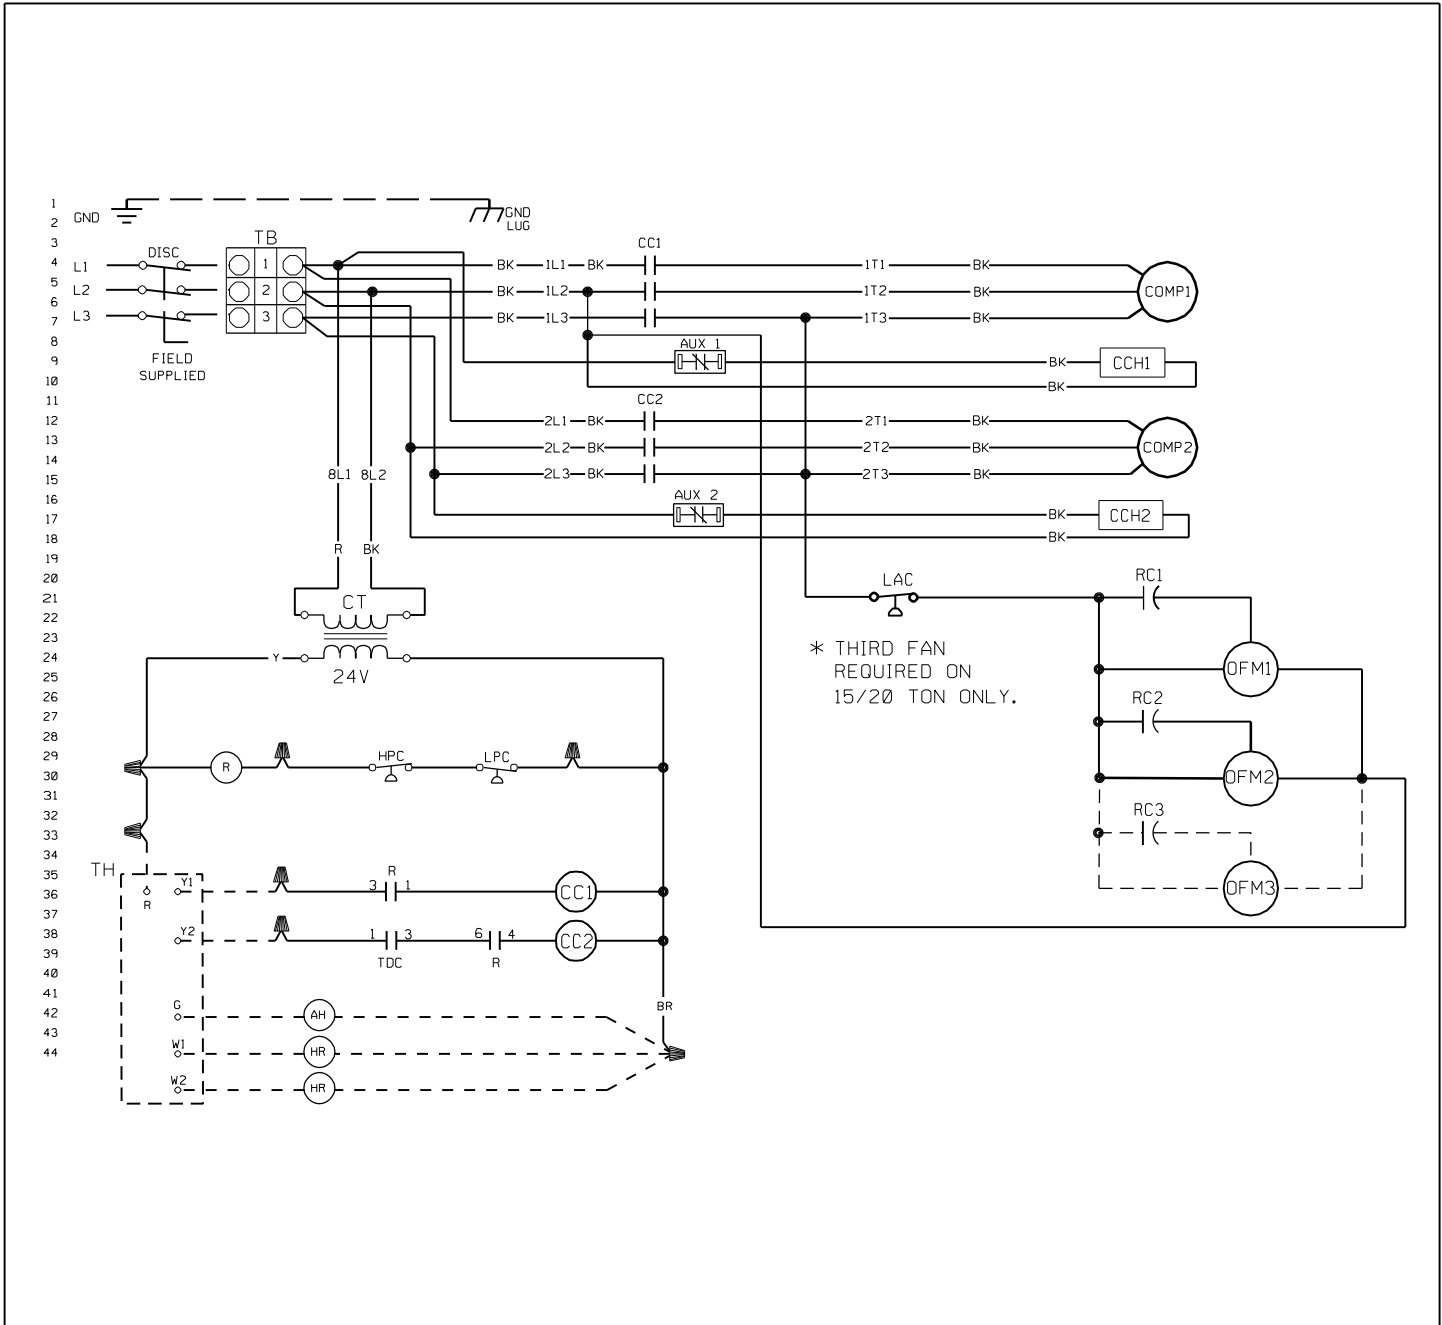 1
2
3
4
5
6
7
8
9
10
11
12
13
14
15
16
17
18
19
20
21
22
23
24
25
26
27
28
29
30
31
32
33
34
35
36
37
38
39
40
41
42
43
44
GND
GND
LUG
TB
DISC
L1
L2
L3
1
2
3
FIELD
SUPPLIED
CC1
BK 1L1 BK 1T1 BK
BK 1L2 1T2 BK
BK 1L3 1T3 BK
COMP1
AUX 1
BK
CCH1
BK
CC2
2L1 BK 2T1 BK
2L2 BK 2T2 BK
2L3 BK 2T3 BK
COMP2
8L1 8L2
AUX 2
BK
CCH2
BK
R BK
CT
24V
Y
LAC
RC1
* THIRD FAN
REQUIRED ON
15/20 TON ONLY.
OFM1
RC2
OFM2
RC3
OFM3
R
HPC
LPC
TH
R
Y1
3 R 1
CC1
Y2
1 3
TDC
6 4
R
CC2
BR
G
AH
W1
HR
W2
HR